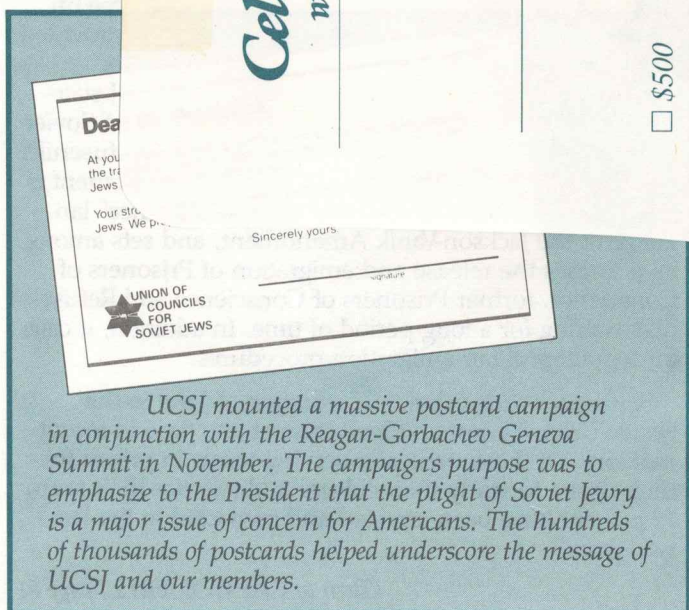 Cel
w
$500
Dea
At you
the tra
Jews
Your stru
Jews. We p
Sincerely yours
signature
UNION OF
COUNCILS
FOR
SOVIET JEWS
UCSJ mounted a massive postcard campaign
in conjunction with the Reagan-Gorbachev Geneva
Summit in November. The campaign's purpose was to
emphasize to the President that the plight of Soviet Jewry
is a major issue of concern for Americans. The hundreds
of thousands of postcards helped underscore the message of
UCSJ and our members.